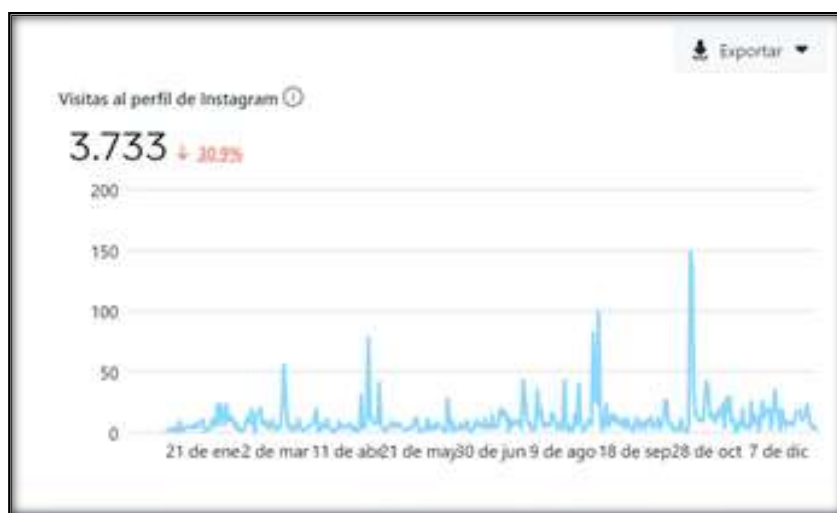 Exportar
Visitas al perfil de Instagram
3.733 ↓ 30.9%
200
150
100
50
0
21 de ene 2 de mar 11 de abr 21 de may 30 de jun 9 de ago 18 de sep 28 de oct 7 de dic